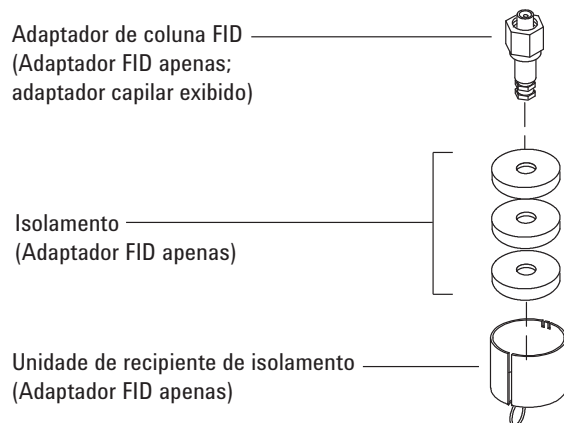 Adaptador de coluna FID
(Adaptador FID apenas;
adaptador capilar exibido)
Isolamento
(Adaptador FID apenas)
Unidade de recipiente de isolamento
(Adaptador FID apenas)